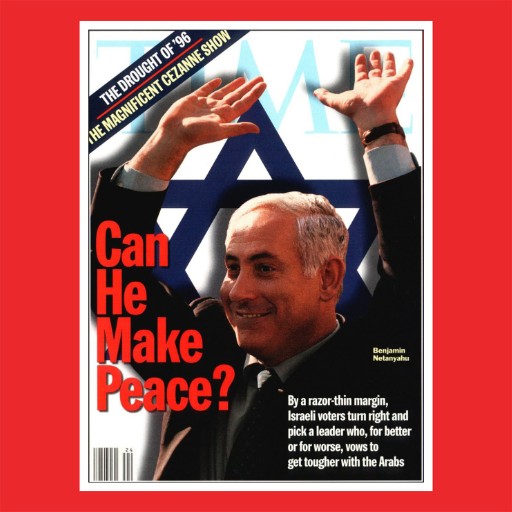 TIME
THE DROUGHT OF '96
THE MAGNIFICENT CEZANNE SHOW
Can
He
Make
Peace?
Benjamin
Netanyahu
By a razor-thin margin,
Israeli voters turn right and
pick a leader who, for better
or for worse, vows to
get tougher with the Arabs
24